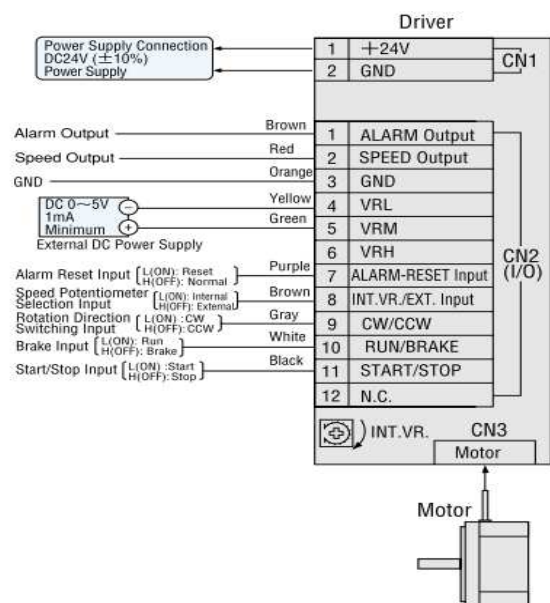 Driver
Power Supply Connection
DC24V (±10%)
Power Supply
1 +24V
2 GND
CN1
Alarm Output Brown 1 ALARM Output
Speed Output Red 2 SPEED Output
GND Orange 3 GND
DC 0～5V
1mA
Minimum
External DC Power Supply
Yellow 4 VRL
Green 5 VRM
6 VRH
CN2
(I/O)
Alarm Reset Input L(ON): Reset
H(OFF): Normal
Purple 7 ALARM-RESET Input
Speed Potentiometer
Selection Input
L(ON): Internal
H(OFF): External
Brown 8 INT.VR./EXT. Input
Rotation Direction
Switching Input
L(ON) :CW
H(OFF): CCW
Gray 9 CW/CCW
Brake Input L(ON): Run
H(OFF): Brake
White 10 RUN/BRAKE
Start/Stop Input L(ON) :Start
H(OFF): Stop
Black 11 START/STOP
12 N.C.
INT.VR.
CN3
Motor
Motor